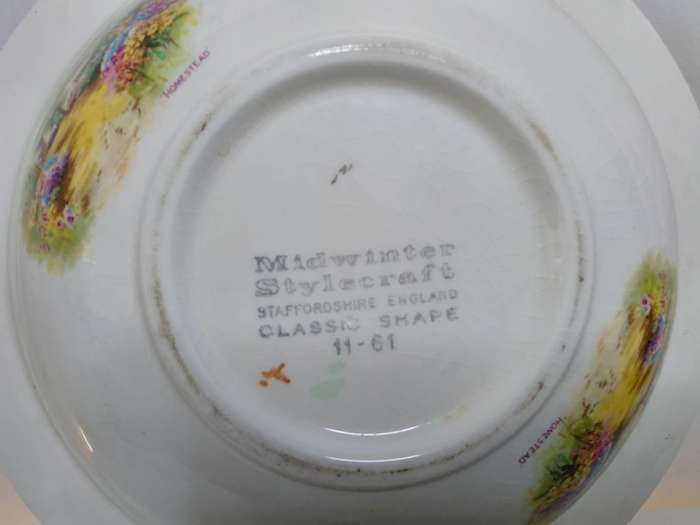 HOMESTEAD
Midwinter
Stylecraft
STAFFORDSHIRE ENGLAND
CLASSIC SHAPE
11-61
HOMESTEAD